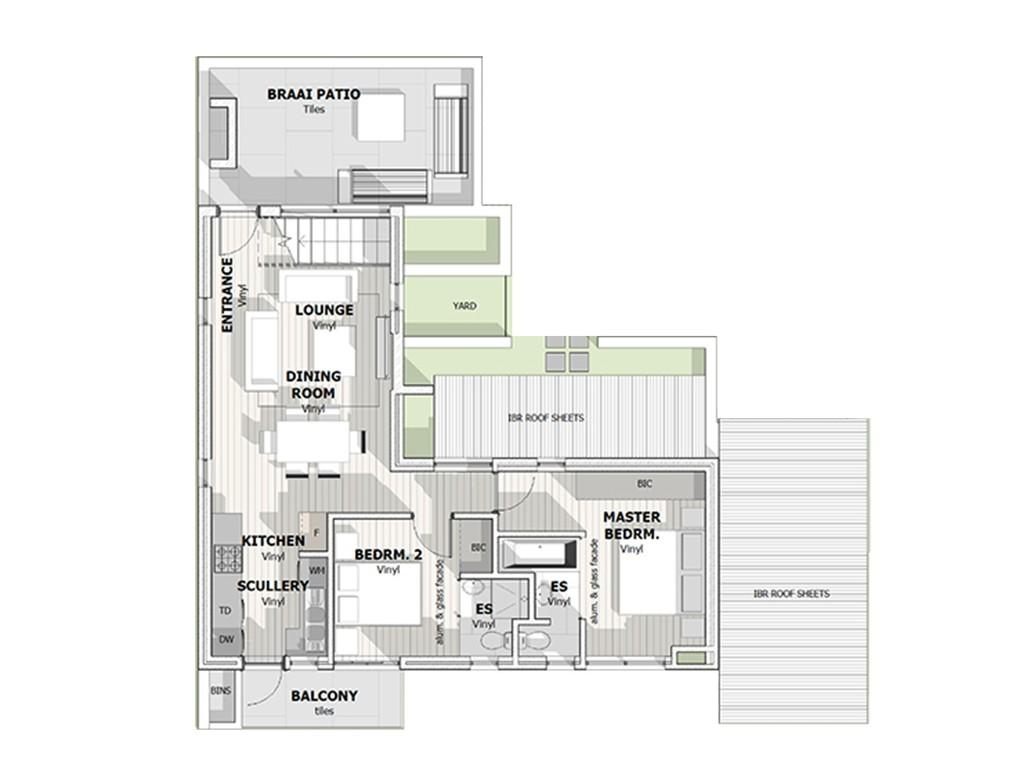 BRAAI PATIO
Tiles
ENTRANCE
Vinyl
LOUNGE
Vinyl
YARD
DINING
ROOM
Vinyl
IBR ROOF SHEETS
BIC
MASTER
BEDRM.
Vinyl
KITCHEN
Vinyl
F
BEDRM. 2
Vinyl
BIC
alum. & glass facade
alum. & glass facade
SCULLERY
Vinyl
WM
TD
DW
ES
Vinyl
ES
Vinyl
IBR ROOF SHEETS
BINS
BALCONY
tiles